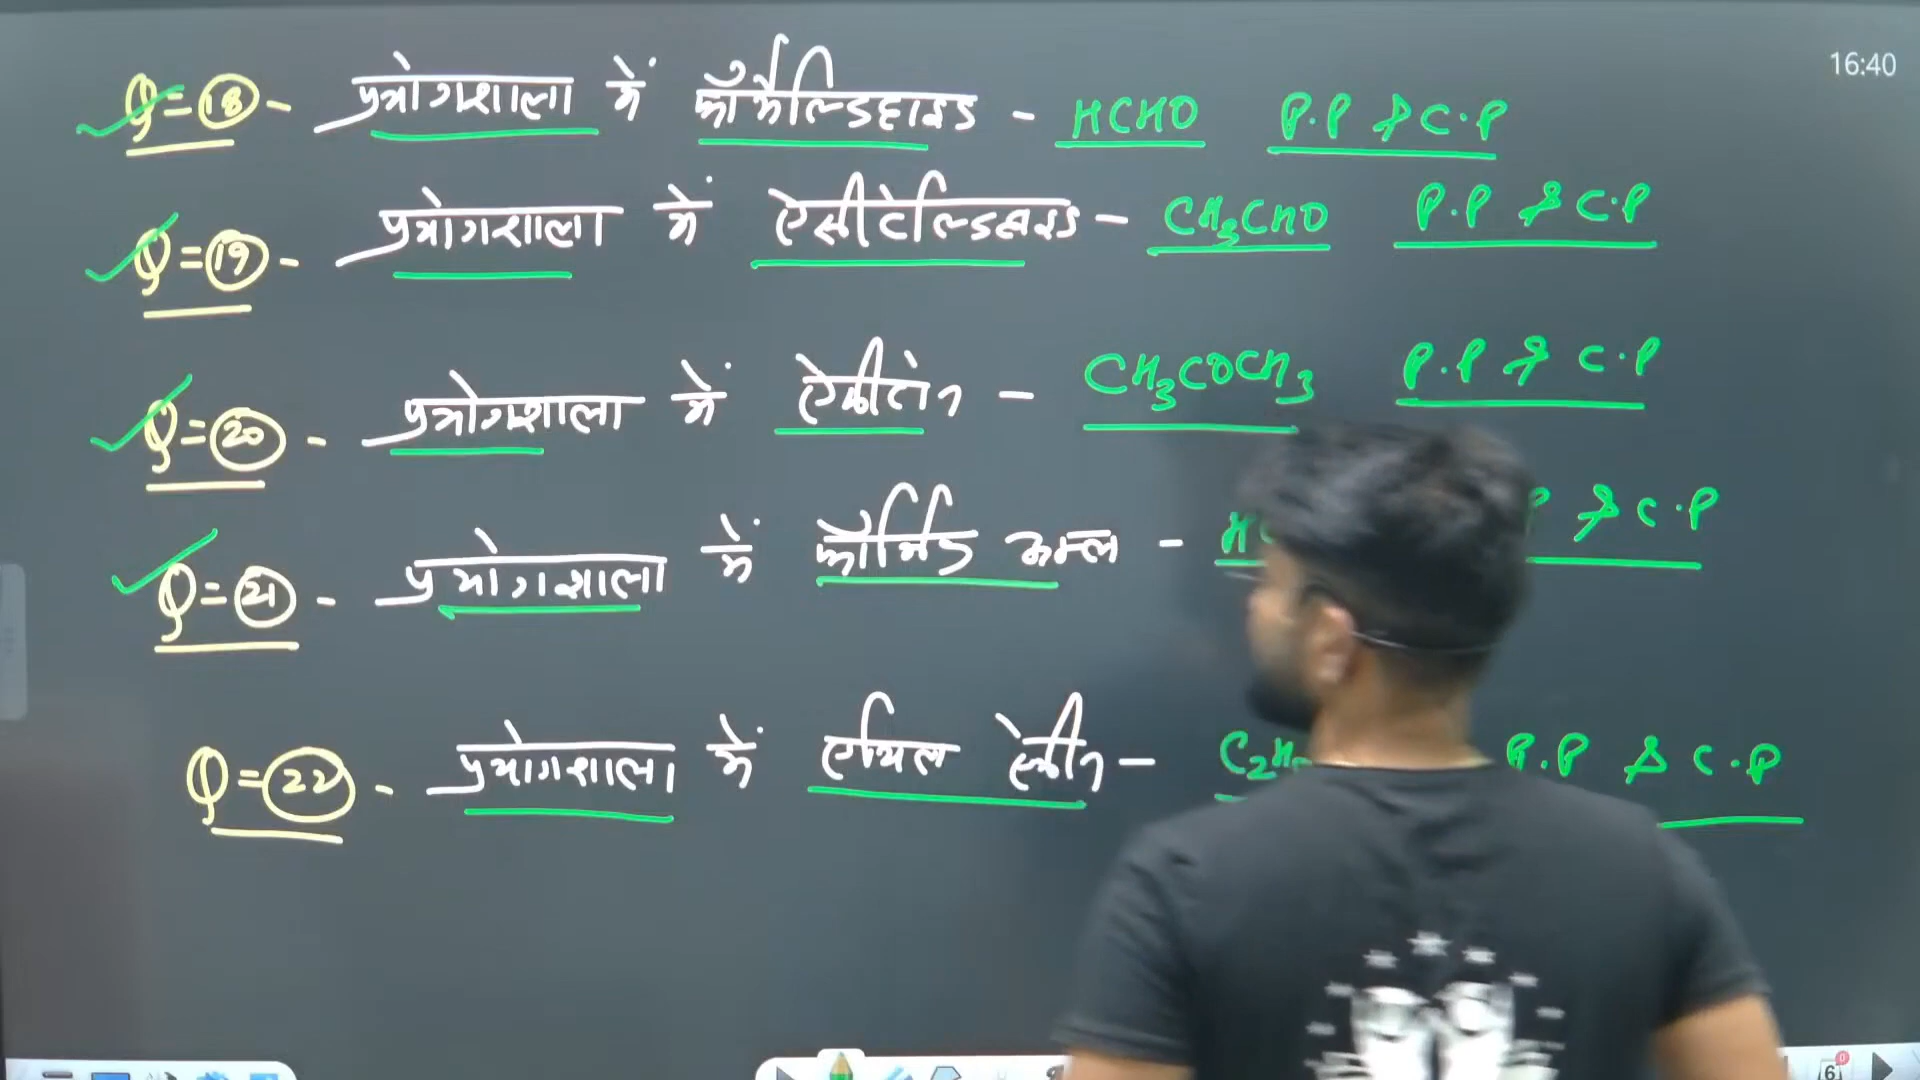 16:40
Q=18- प्रयोगशाला में फॉर्मेल्डिहाइड - HCHO P.P & C.P
Q=19- प्रयोगशाला में ऐसीटेल्डिहाइड - CH3CHO P.P & C.P
Q=20- प्रयोगशाला में ऐसीटोन - CH3COCH3 P.P & C.P
Q=21- प्रयोगशाला में फॉर्मिक अम्ल - & C.P
Q=22- प्रयोगशाला में एथिल ऐमीन - P.P & C.P